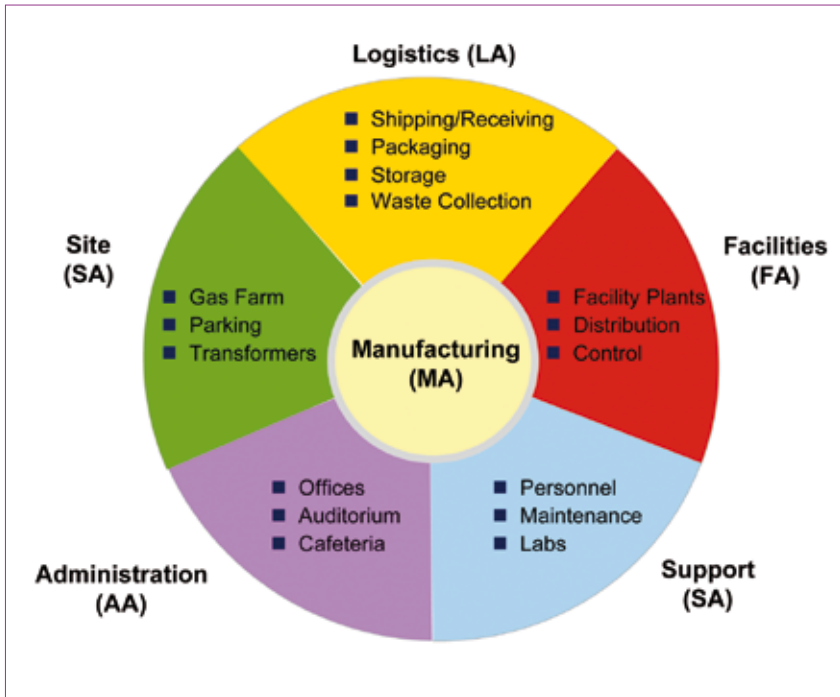 Logistics (LA)
■ Shipping/Receiving
■ Packaging
■ Storage
■ Waste Collection
Site
(SA)
■ Gas Farm
■ Parking
■ Transformers
Facilities
(FA)
■ Facility Plants
■ Distribution
■ Control
Manufacturing
(MA)
Administration
(AA)
■ Offices
■ Auditorium
■ Cafeteria
Support
(SA)
■ Personnel
■ Maintenance
■ Labs